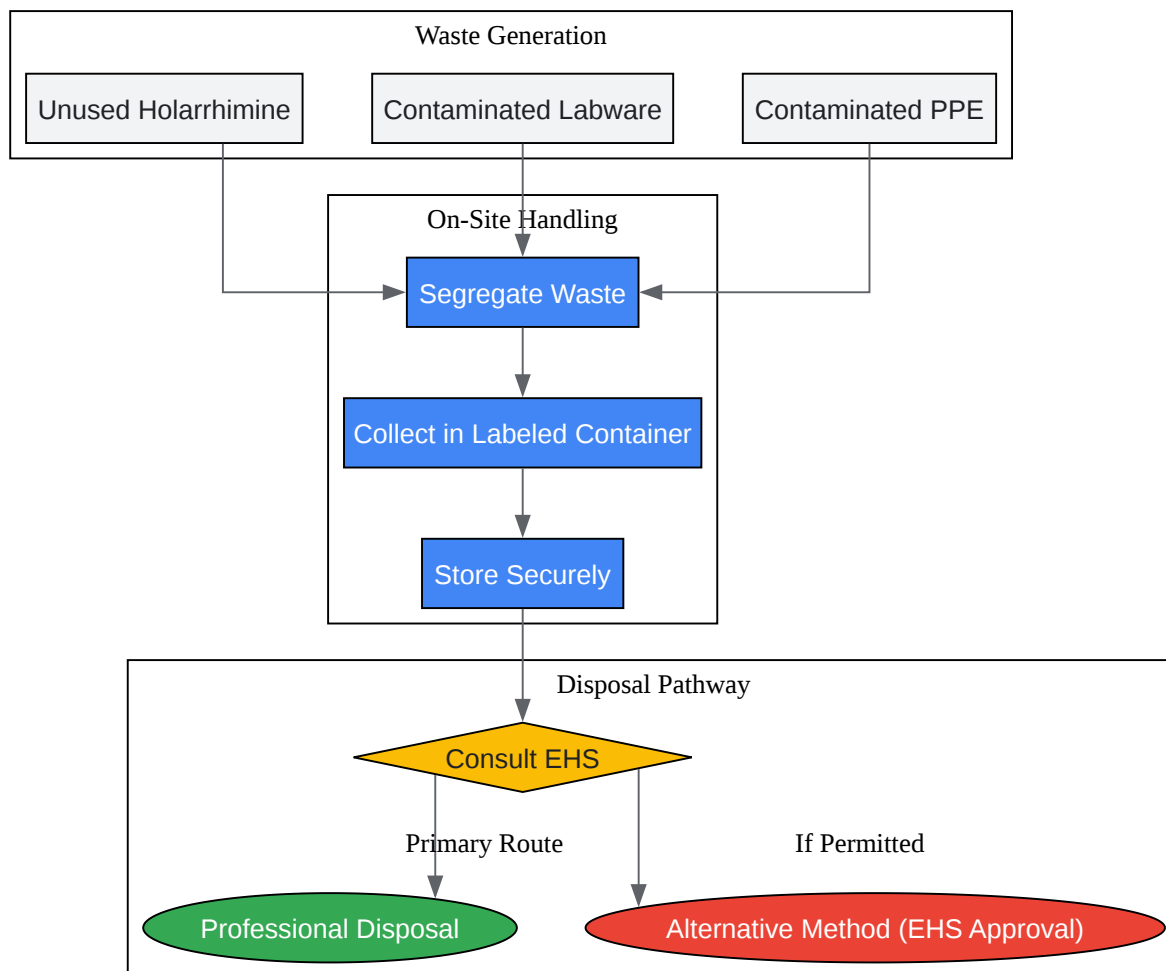 Waste Generation
Unused Holarrhimine
Contaminated Labware
Contaminated PPE
On-Site Handling
Segregate Waste
Collect in Labeled Container
Store Securely
Disposal Pathway
Consult EHS
Primary Route
If Permitted
Professional Disposal
Alternative Method (EHS Approval)